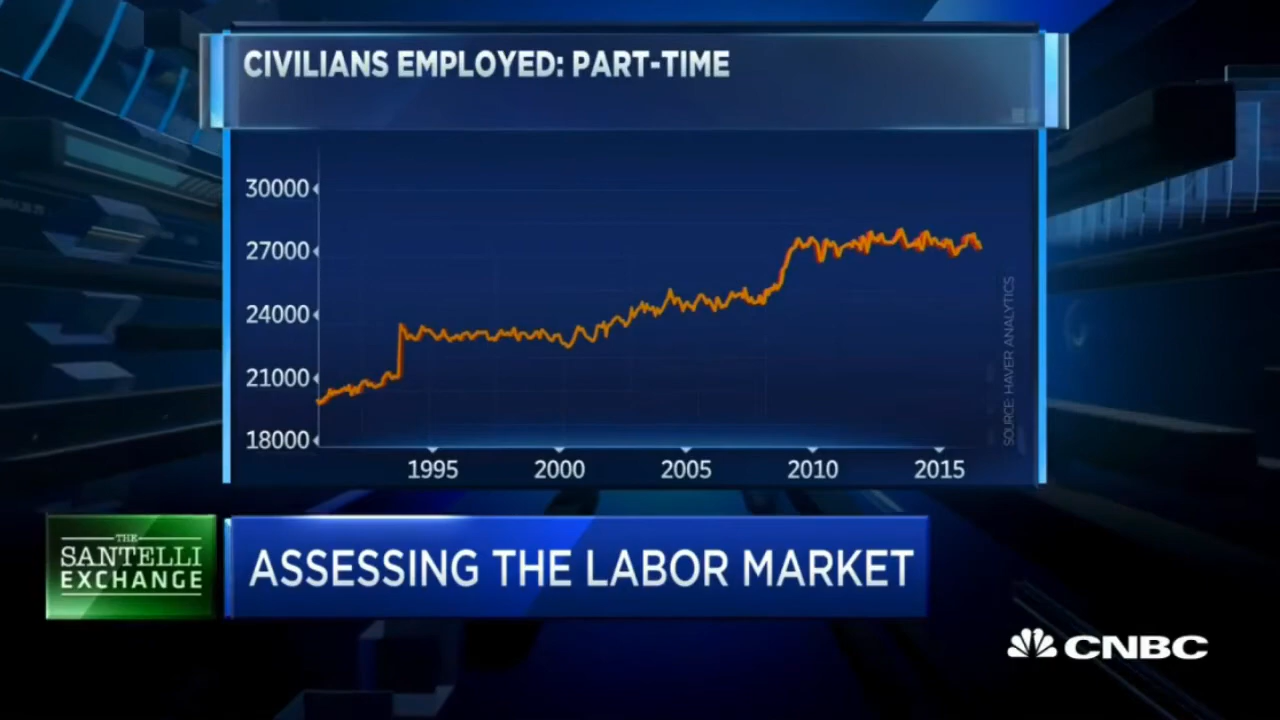 CIVILIANS EMPLOYED: PART-TIME
30000
27000
24000
21000
18000
1995 2000 2005 2010 2015
SOURCE: HAVER ANALYTICS
THE
SANTELLI
EXCHANGE
ASSESSING THE LABOR MARKET
CNBC